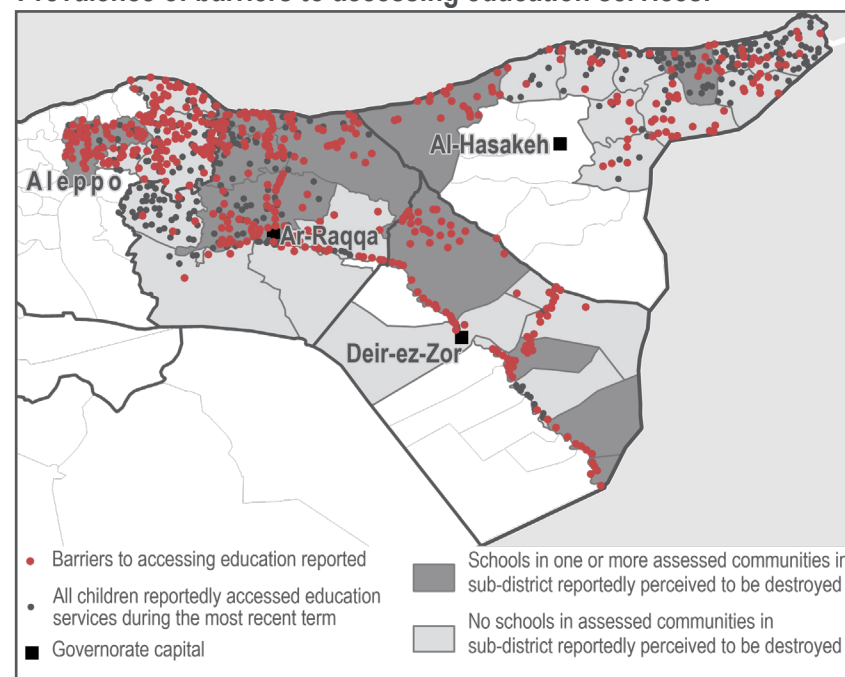 Al-Hasakeh
Aleppo
Ar-Raqqa
Deir-ez-Zor
Barriers to accessing education reported
All children reportedly accessed education
services during the most recent term
Governorate capital
Schools in one or more assessed communities in
sub-district reportedly perceived to be destroyed
No schools in assessed communities in
sub-district reportedly perceived to be destroyed